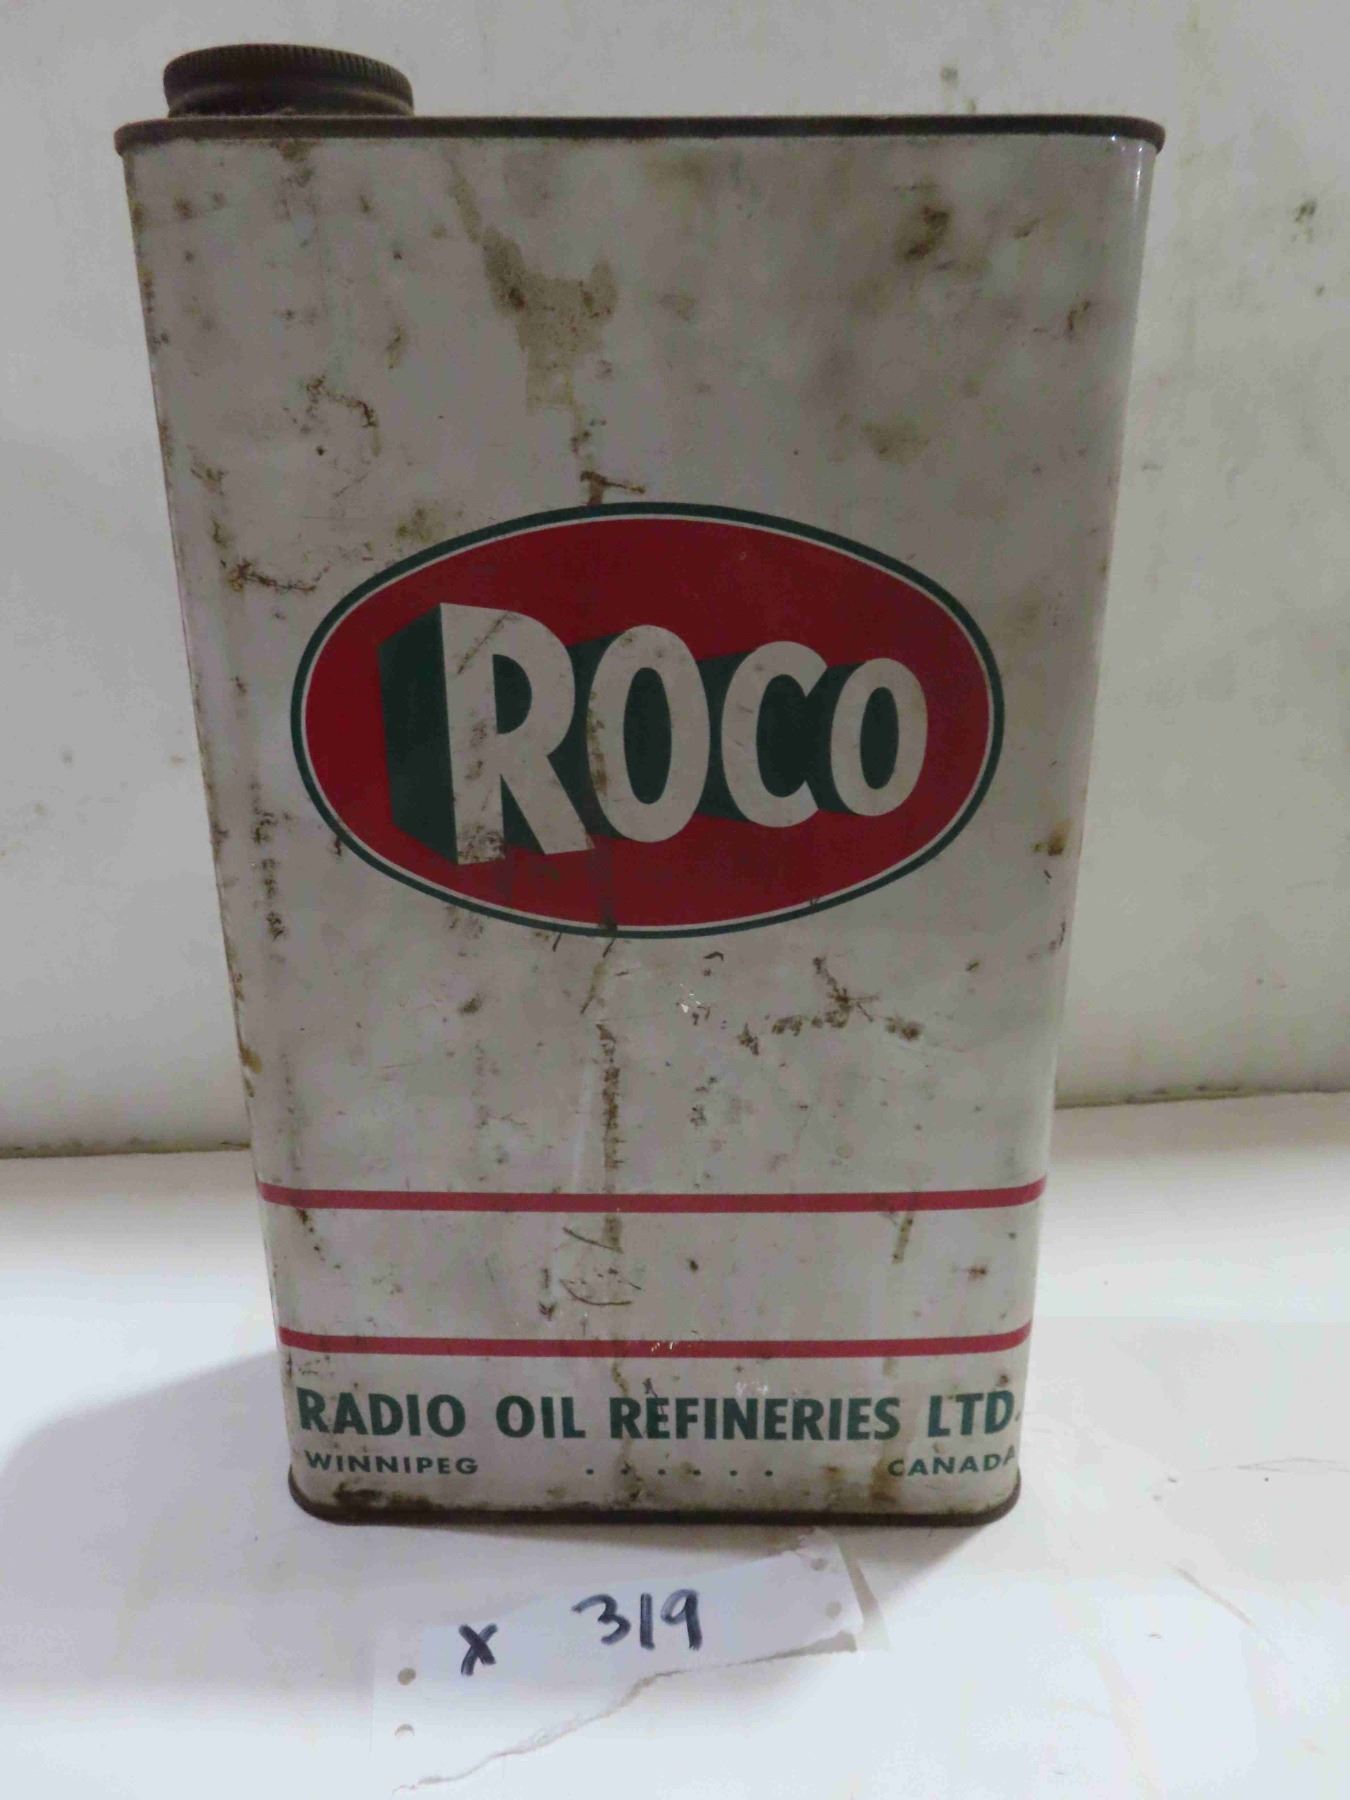 ROCO
RADIO OIL REFINERIES LTD.
WINNIPEG ...... CANADA
X 319